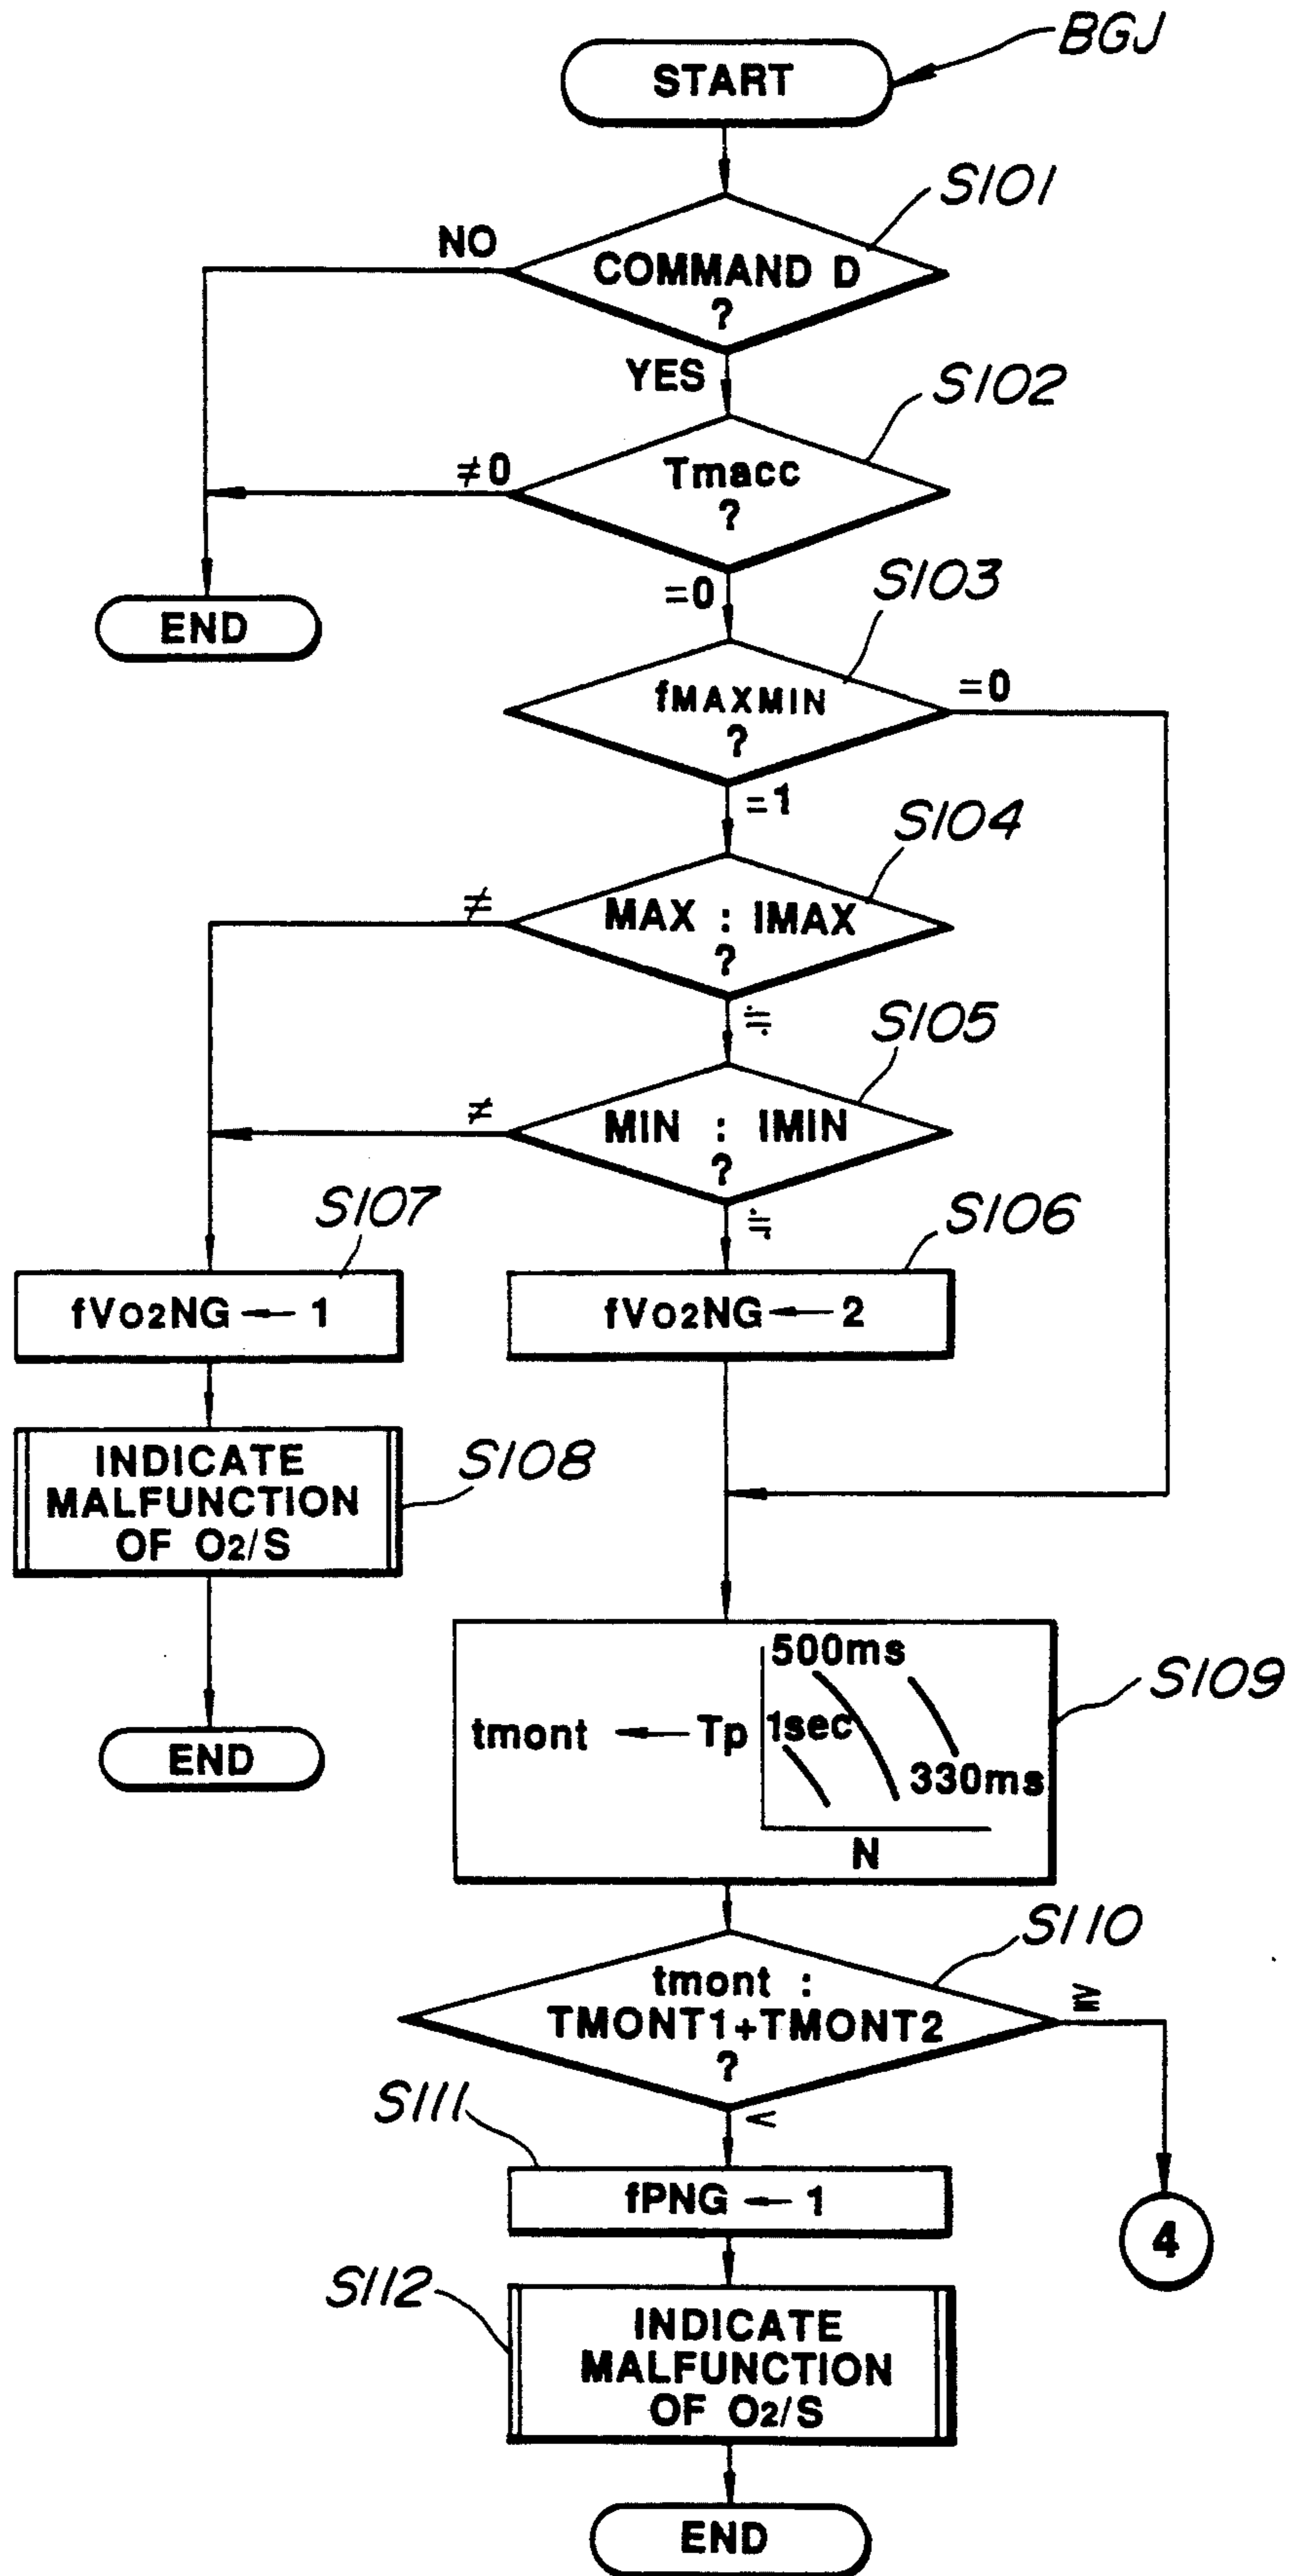 BGJ
START
S101
NO
COMMAND D
?
YES
S102
≠0
Tmacc
?
=0
S103
END
fMAXMIN
?
=0
=1
S104
≠
MAX : IMAX
?
≒
S105
≠
MIN : IMIN
?
≒
S107
S106
fVO2NG ← 1
fVO2NG ← 2
INDICATE
MALFUNCTION
OF O2/S
S108
END
500ms
S109
tmont ← Tp
1sec
330ms
N
S110
tmont :
TMONT1+TMONT2
?
≧
<
S111
fPNG ← 1
4
S112
INDICATE
MALFUNCTION
OF O2/S
END